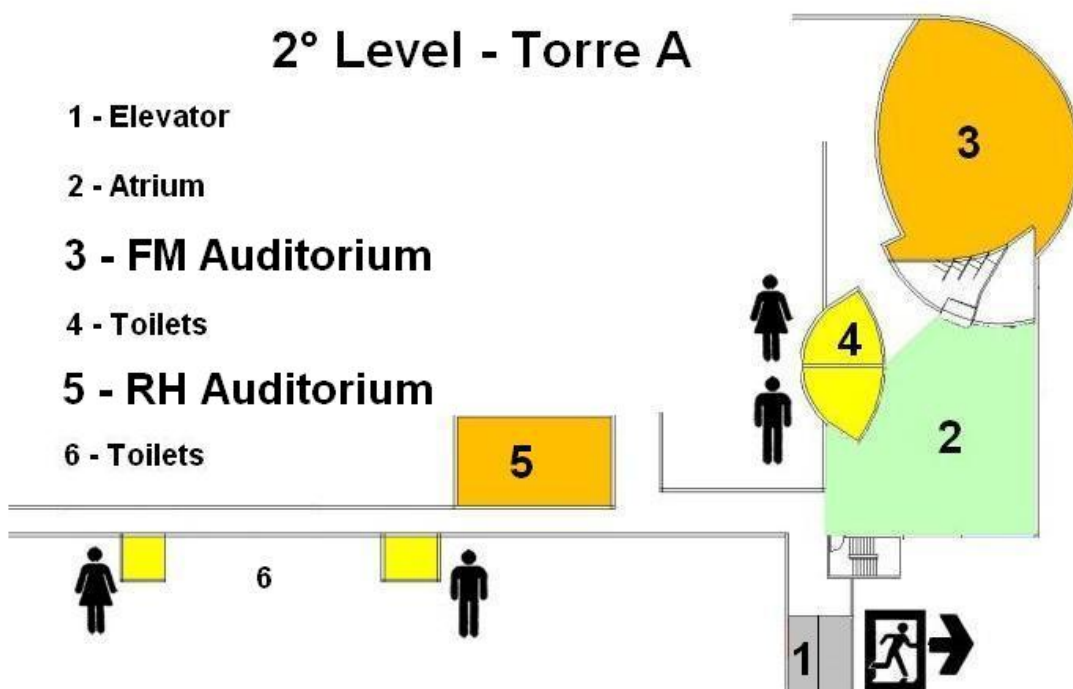 2° Level - Torre A
1 - Elevator
2 - Atrium
3 - FM Auditorium
4 - Toilets
5 - RH Auditorium
6 - Toilets
3
4
2
5
6
1